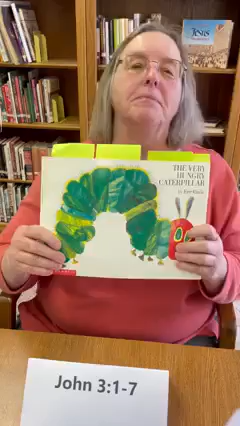 JESUS
THE VERY
HUNGRY
CATERPILLAR
by Eric Carle
John 3:1-7